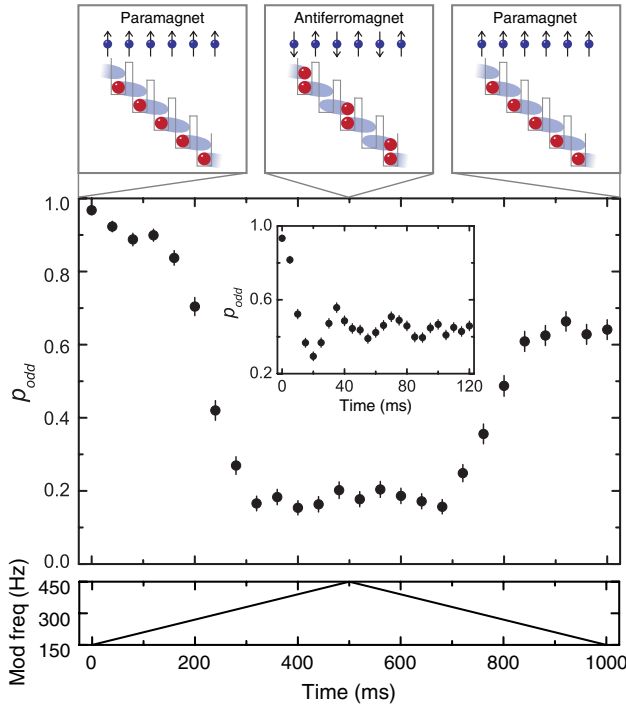 Paramagnet
Antiferromagnet
Paramagnet
1.0
0.8
0.6
0.4
0.2
0.0
p_odd
1.0
0.6
0.2
p_odd
0
40
80
120
Time (ms)
450
300
150
Mod freq (Hz)
0
200
400
600
800
1000
Time (ms)